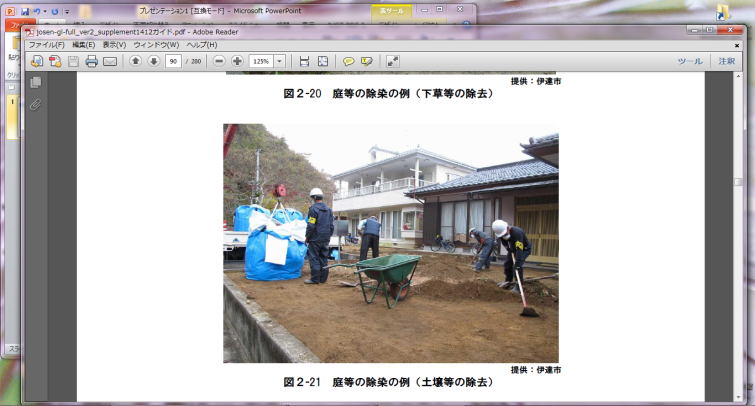 プレゼンテーション1 [互換モード] - Microsoft PowerPoint
josen-gl-full_ver2_supplement1412ガイド.pdf - Adobe Reader
ファイル(F) 編集(E) 表示(V) ウィンドウ(W) ヘルプ(H)
90 / 280 125% ツール 注釈
提供：伊達市
図２-20 庭等の除染の例（下草等の除去）
提供：伊達市
図２-21 庭等の除染の例（土壌等の除去）